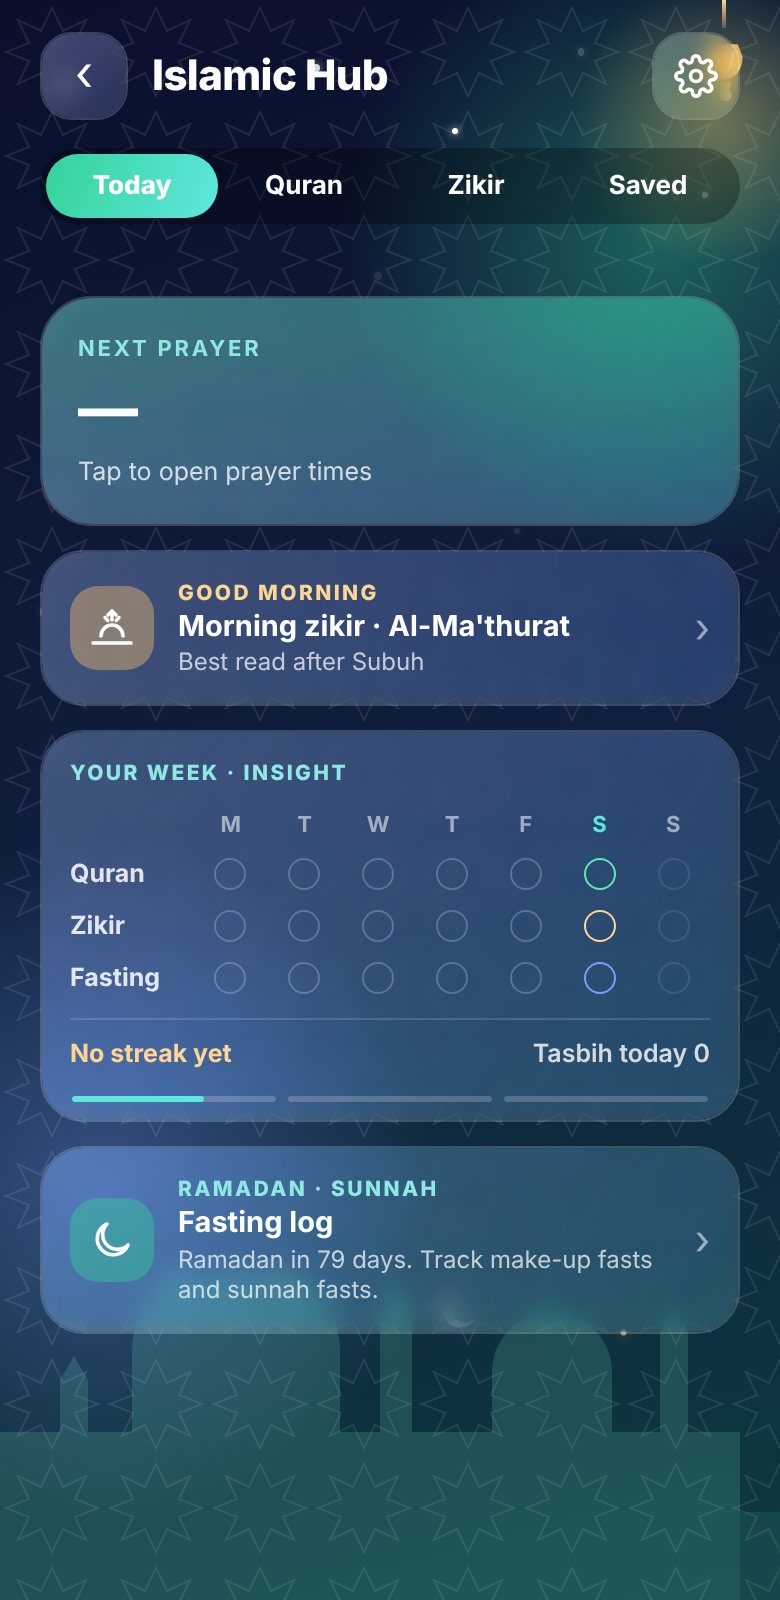 Islamic Hub
Today Quran Zikir Saved
NEXT PRAYER
—
Tap to open prayer times
GOOD MORNING
Morning zikir · Al-Ma'thurat
Best read after Subuh
YOUR WEEK · INSIGHT
M T W T F S S
Quran
Zikir
Fasting
No streak yet Tasbih today 0
RAMADAN · SUNNAH
Fasting log
Ramadan in 79 days. Track make-up fasts
and sunnah fasts.